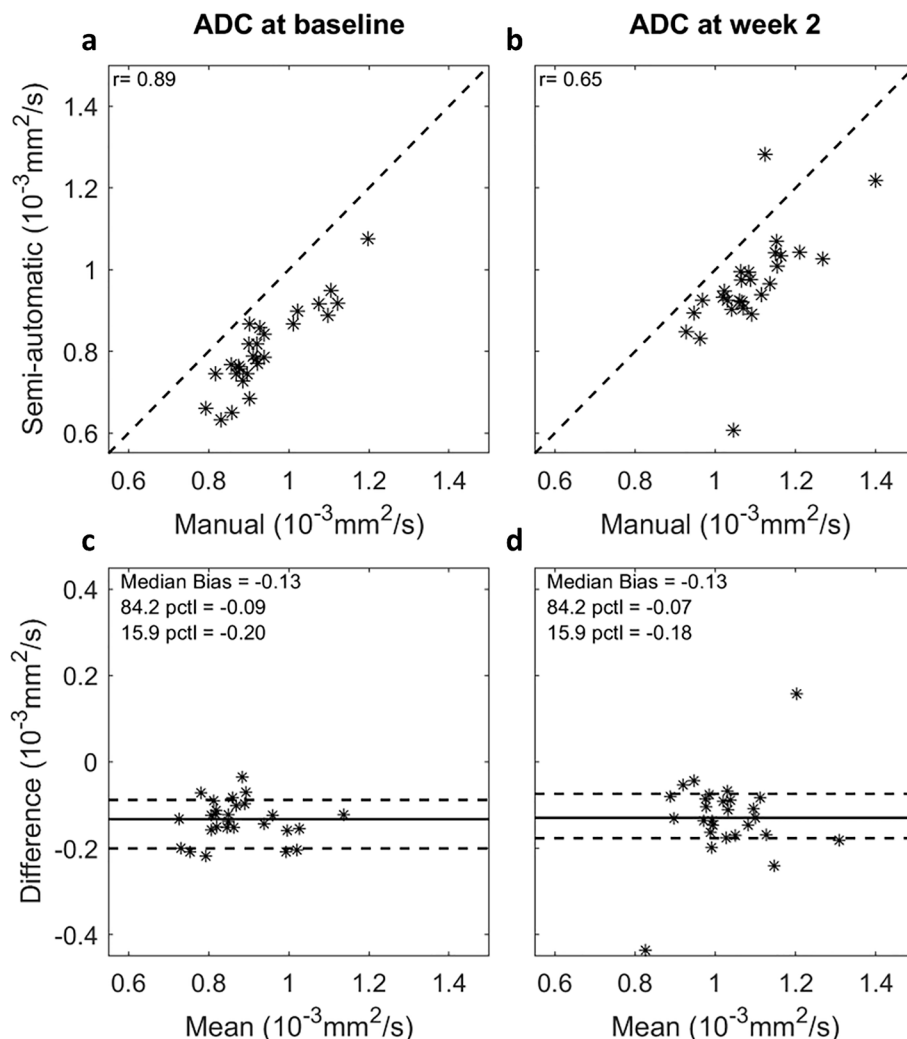 ADC at baseline
ADC at week 2
a
b
r= 0.89
r= 0.65
Semi-automatic (10⁻³mm²/s)
1.4
1.2
1
0.8
0.6
0.6 0.8 1 1.2 1.4
0.6 0.8 1 1.2 1.4
Manual (10⁻³mm²/s)
Manual (10⁻³mm²/s)
c
d
Median Bias = -0.13
84.2 pctl = -0.09
15.9 pctl = -0.20
Median Bias = -0.13
84.2 pctl = -0.07
15.9 pctl = -0.18
Difference (10⁻³mm²/s)
0.4
0.2
0
-0.2
-0.4
0.6 0.8 1 1.2 1.4
0.6 0.8 1 1.2 1.4
Mean (10⁻³mm²/s)
Mean (10⁻³mm²/s)